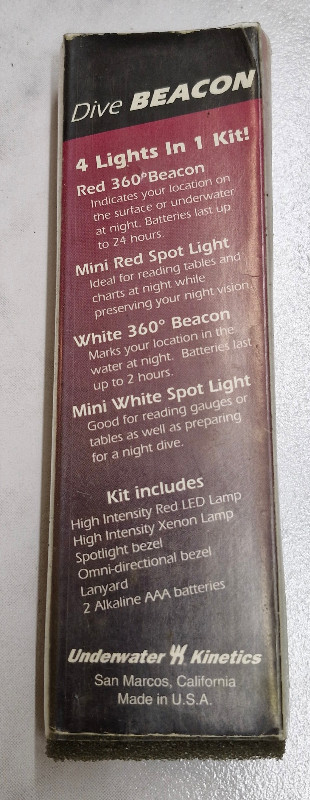 Dive BEACON
4 Lights In 1 Kit!
Red 360° Beacon
Indicates your location on
the surface or underwater
at night. Batteries last up
to 24 hours.
Mini Red Spot Light
Ideal for reading tables and
charts at night while
preserving your night vision.
White 360° Beacon
Marks your location in the
water at night. Batteries last
up to 2 hours.
Mini White Spot Light
Good for reading gauges or
tables as well as preparing
for a night dive.
Kit includes
High Intensity Red LED Lamp
High Intensity Xenon Lamp
Spotlight bezel
Omni-directional bezel
Lanyard
2 Alkaline AAA batteries
Underwater Kinetics
San Marcos, California
Made in U.S.A.